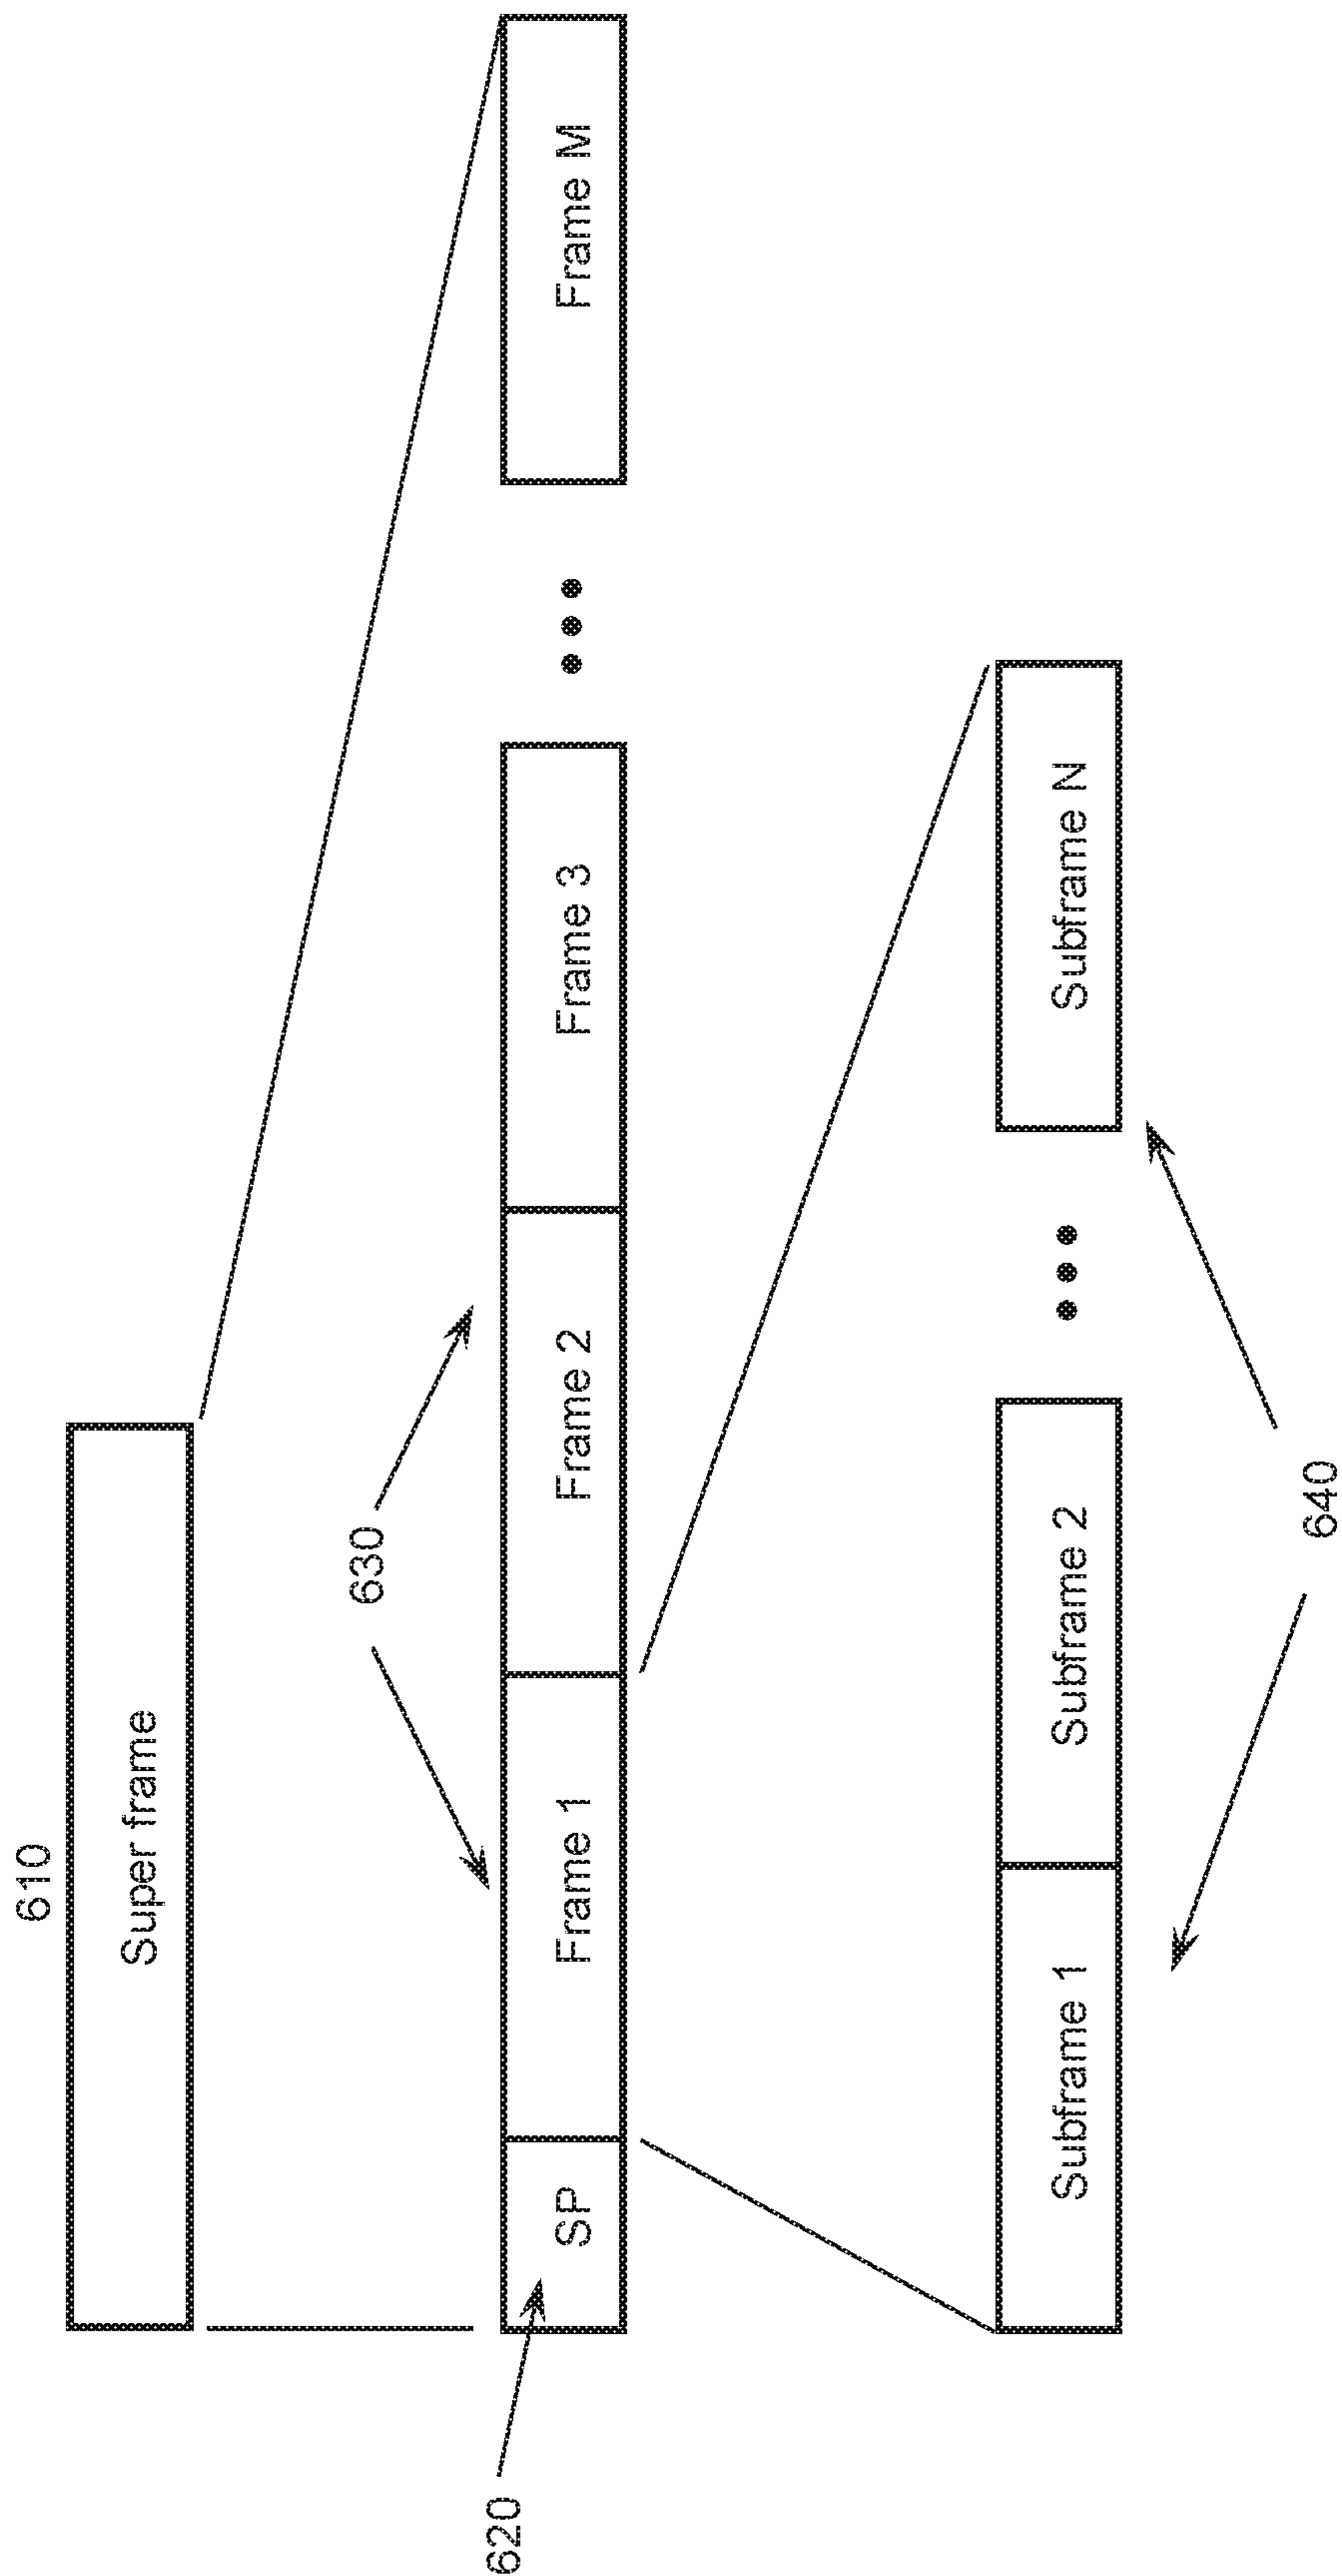 610
Super frame
630
620
SP
Frame 1
Frame 2
Frame 3
Frame M
Subframe 1
Subframe 2
Subframe N
640